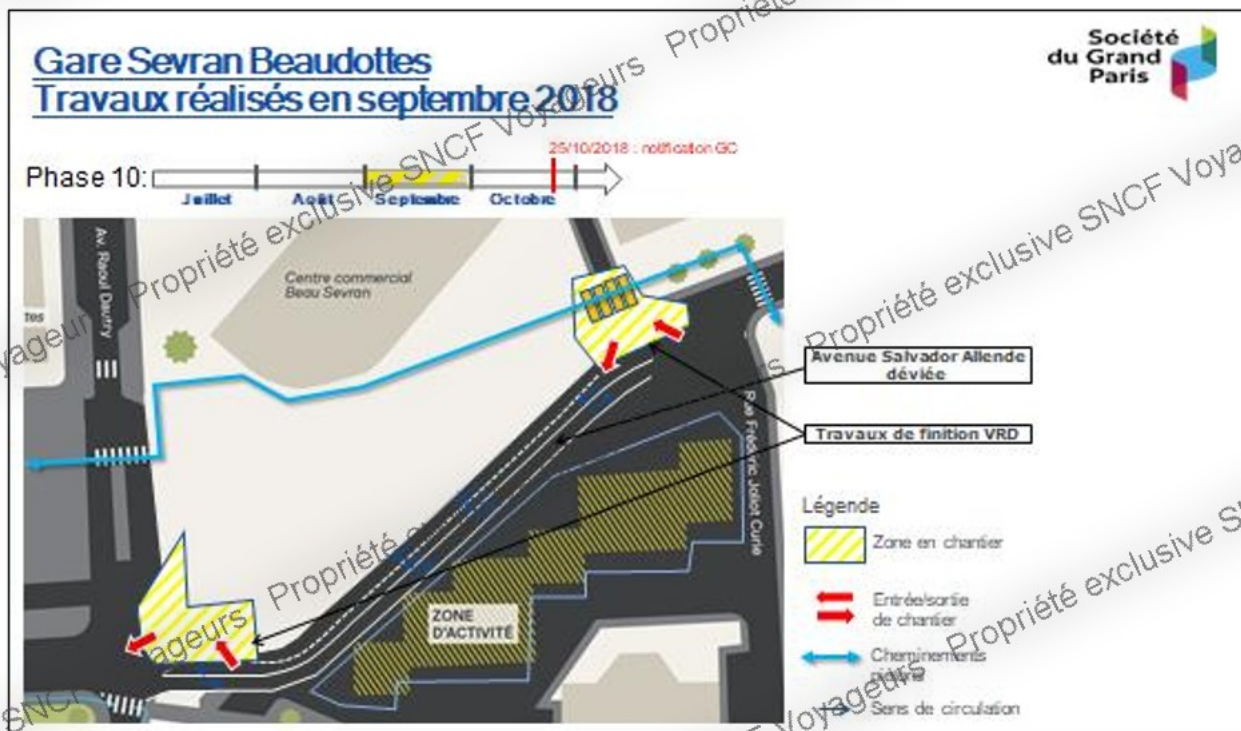 Gare Sevran Beaudottes
Travaux réalisés en septembre 2018
Société
du Grand
Paris
25/10/2018 : notification GC
Phase 10:
Juillet
Août
Septembre
Octobre
Av. Raoul Dautry
Centre commercial
Beau Sevran
tes
Rue Frédéric Joliot Curie
ZONE
D'ACTIVITÉ
Avenue Salvador Allende
déviée
Travaux de finition VRD
Légende
Zone en chantier
Entrée/sortie
de chantier
Cheminements
piétons
Sens de circulation
Propriété exclusive SNCF Voyageurs